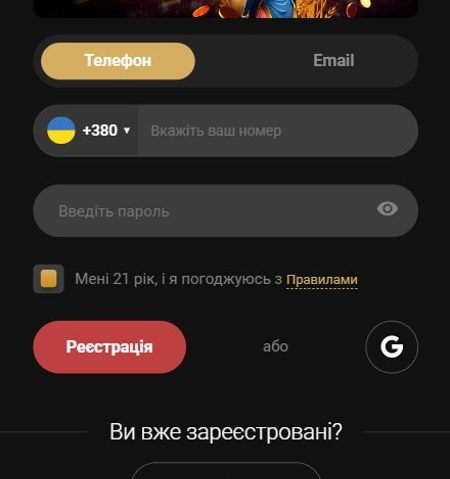 Телефон Email
+380 Вкажіть ваш номер
Введіть пароль
Мені 21 рік, і я погоджуюсь з Правилами
Реєстрація або G
Ви вже зареєстровані?